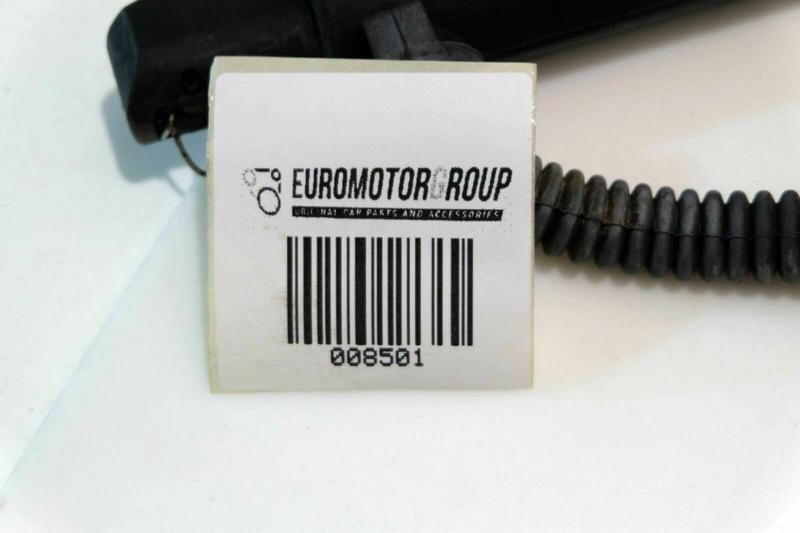 EUROMOTORGROUP
ORIGINAL CAR PARTS AND ACCESSORIES
008501